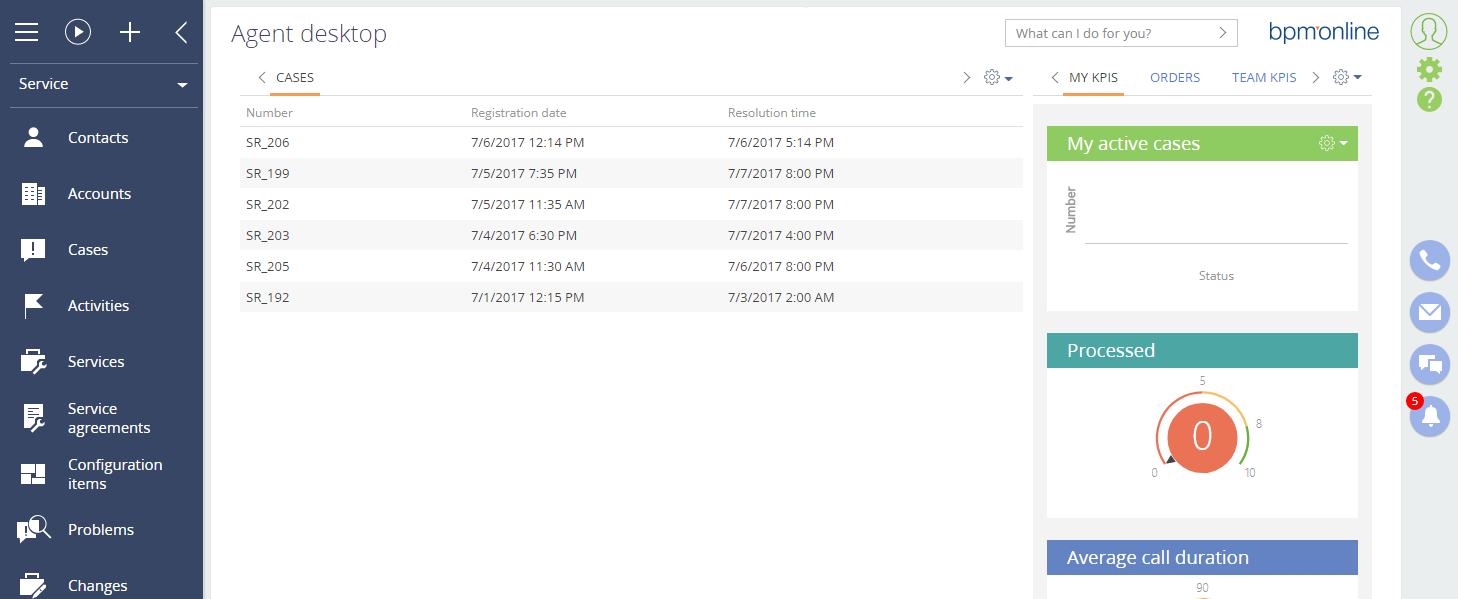 Service
Contacts
Accounts
Cases
Activities
Services
Service
agreements
Configuration
items
Problems
Changes
Agent desktop
What can I do for you?
bpm'online
CASES
Number Registration date Resolution time
SR_206 7/6/2017 12:14 PM 7/6/2017 5:14 PM
SR_199 7/5/2017 7:35 PM 7/7/2017 8:00 PM
SR_202 7/5/2017 11:35 AM 7/7/2017 8:00 PM
SR_203 7/4/2017 6:30 PM 7/7/2017 4:00 PM
SR_205 7/4/2017 11:30 AM 7/6/2017 8:00 PM
SR_192 7/1/2017 12:15 PM 7/3/2017 2:00 AM
MY KPIS ORDERS TEAM KPIS
My active cases
Number
Status
Processed
5
8
0
0 10
Average call duration
90
?
5